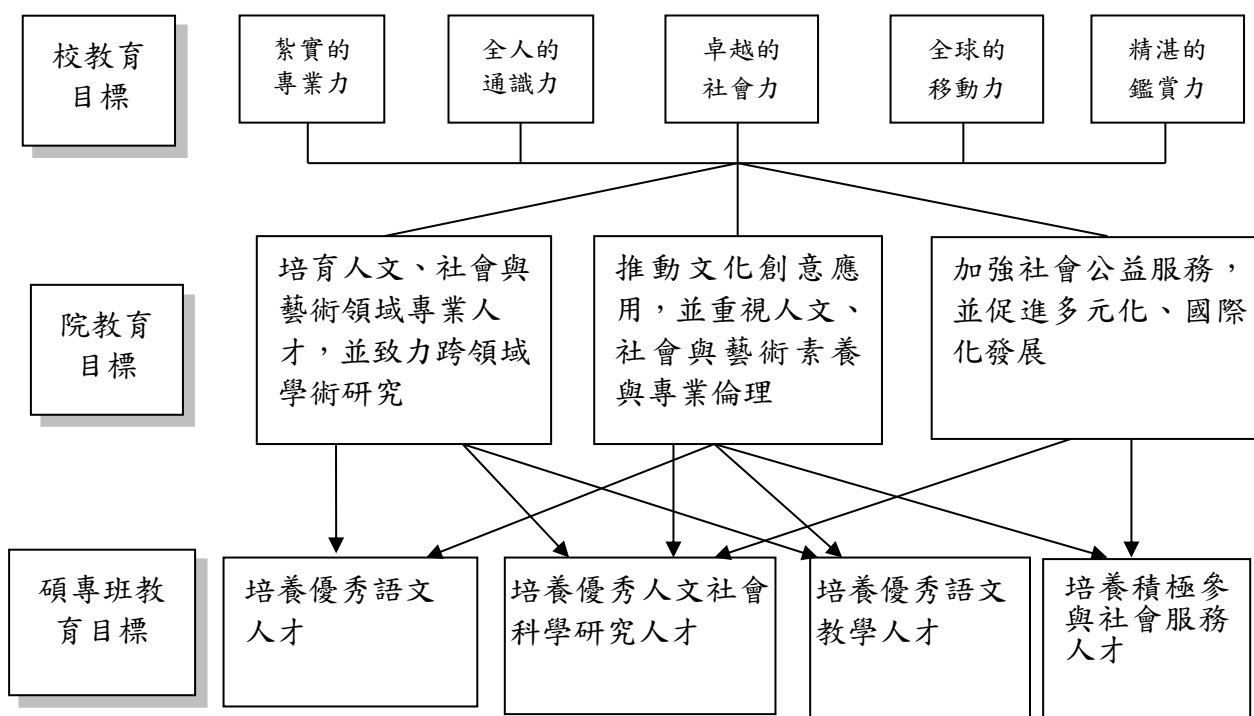 校教育
目標
紮實的
專業力
全人的
通識力
卓越的
社會力
全球的
移動力
精湛的
鑑賞力
院教育
目標
培育人文、社會與
藝術領域專業人
才，並致力跨領域
學術研究
推動文化創意應
用，並重視人文、
社會與藝術素養
與專業倫理
加強社會公益服務，
並促進多元化、國際
化發展
碩專班教
育目標
培養優秀語文
人才
培養優秀人文社會
科學研究人才
培養優秀語文
教學人才
培養積極參
與社會服務
人才